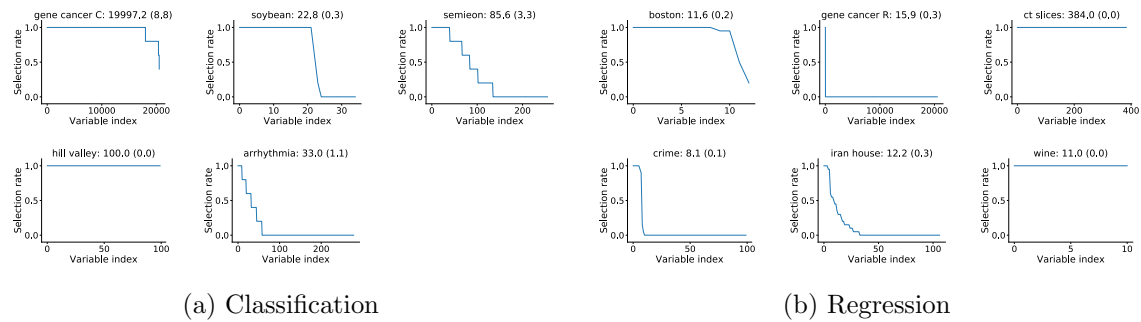 gene cancer C: 19997,2 (8,8)
Selection rate
1,0
0,5
0,0
0 10000 20000
Variable index
soybean: 22,8 (0,3)
Selection rate
1,0
0,5
0,0
0 10 20 30
Variable index
semeion: 85,6 (3,3)
Selection rate
1,0
0,5
0,0
0 100 200
Variable index
hill valley: 100.0 (0.0)
Selection rate
1.0
0.5
0.0
0 50 100
Variable index
arrhythmia: 33.0 (1.1)
Selection rate
1.0
0.5
0.0
0 100 200
Variable index
(a) Classification
boston: 11,6 (0,2)
Selection rate
1,0
0,5
0,0
0 5 10
Variable index
gene cancer R: 15,9 (0,3)
Selection rate
1,0
0,5
0,0
0 10000 20000
Variable index
ct slices: 384,0 (0,0)
Selection rate
1,0
0,5
0,0
0 200 400
Variable index
crime: 8.1 (0.1)
Selection rate
1.0
0.5
0.0
0 50 100
Variable index
iran house: 12.2 (0.3)
Selection rate
1.0
0.5
0.0
0 50 100
Variable index
wine: 11.0 (0.0)
Selection rate
1.0
0.5
0.0
0 5 10
Variable index
(b) Regression